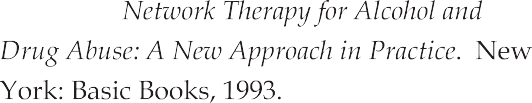 Network Therapy for Alcohol and
Drug Abuse: A New Approach in Practice. New
York: Basic Books, 1993.